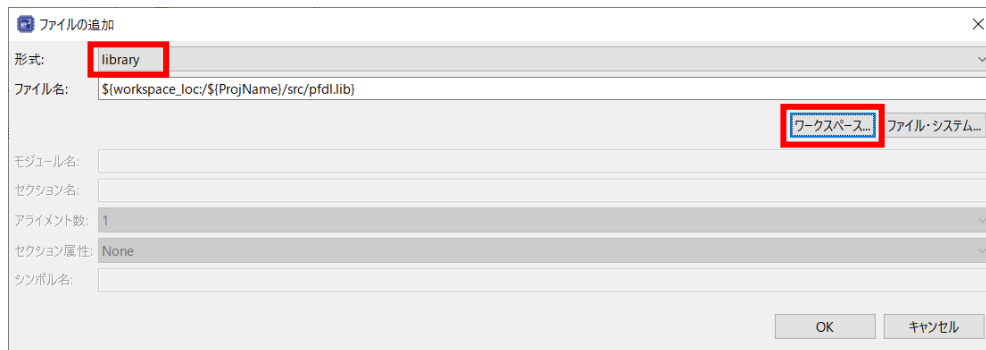 ファイルの追加
形式: library
ファイル名: ${workspace_loc:/${ProjName}/src/pfdl.lib}
ワークスペース... ファイル・システム...
モジュール名:
セクション名:
アライメント数: 1
セクション属性: None
シンボル名:
OK キャンセル